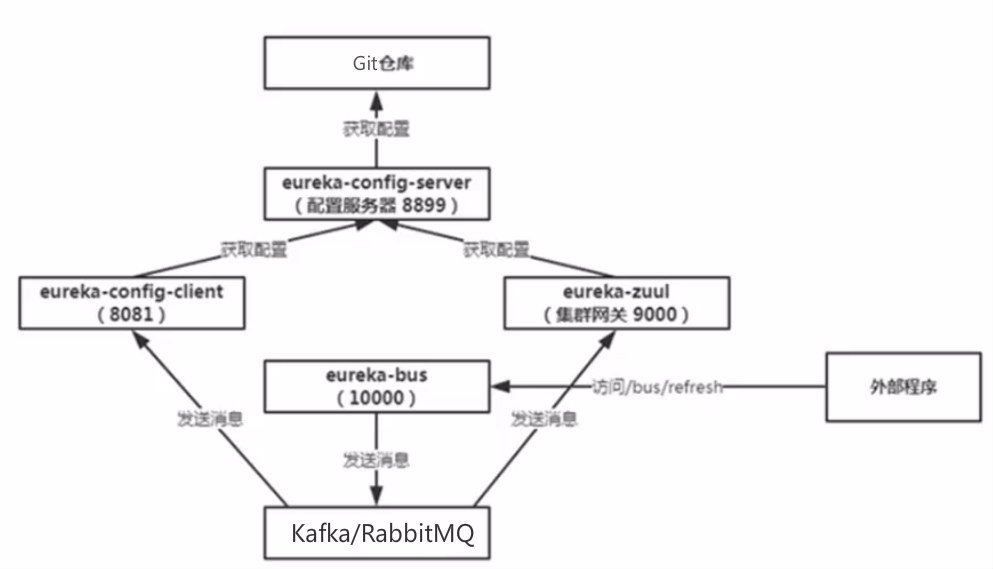 Git仓库
获取配置
eureka-config-server
（配置服务器 8899）
获取配置
获取配置
eureka-config-client
（8081）
eureka-zuul
（集群网关 9000）
eureka-bus
（10000）
访问/bus/refresh
外部程序
发送消息
发送消息
发送消息
Kafka/RabbitMQ